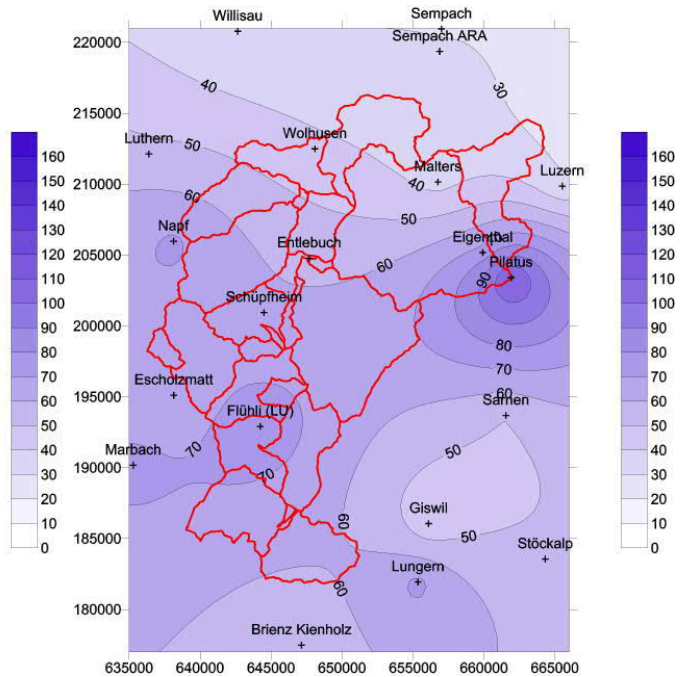 Willisau
Sempach
220000
Sempach ARA
40
30
215000
Wolhusen
50
Luthern
160
160
150
150
Malters
40
Luzern
210000
140
140
60
50
130
130
Napf
Eigenthal
120
120
Entlebuch
205000
60
Pilatus
110
110
90
100
100
Schüpfheim
200000
90
90
80
80
80
70
70
70
Escholzmatt
60
195000
60
60
Sarnen
Flühli (LU)
50
50
50
Marbach
70
190000
70
40
40
30
Giswil
30
60
20
20
185000
50
10
10
Stöckalp
0
0
Lungern
60
180000
Brienz Kienholz
635000 640000 645000 650000 655000 660000 665000